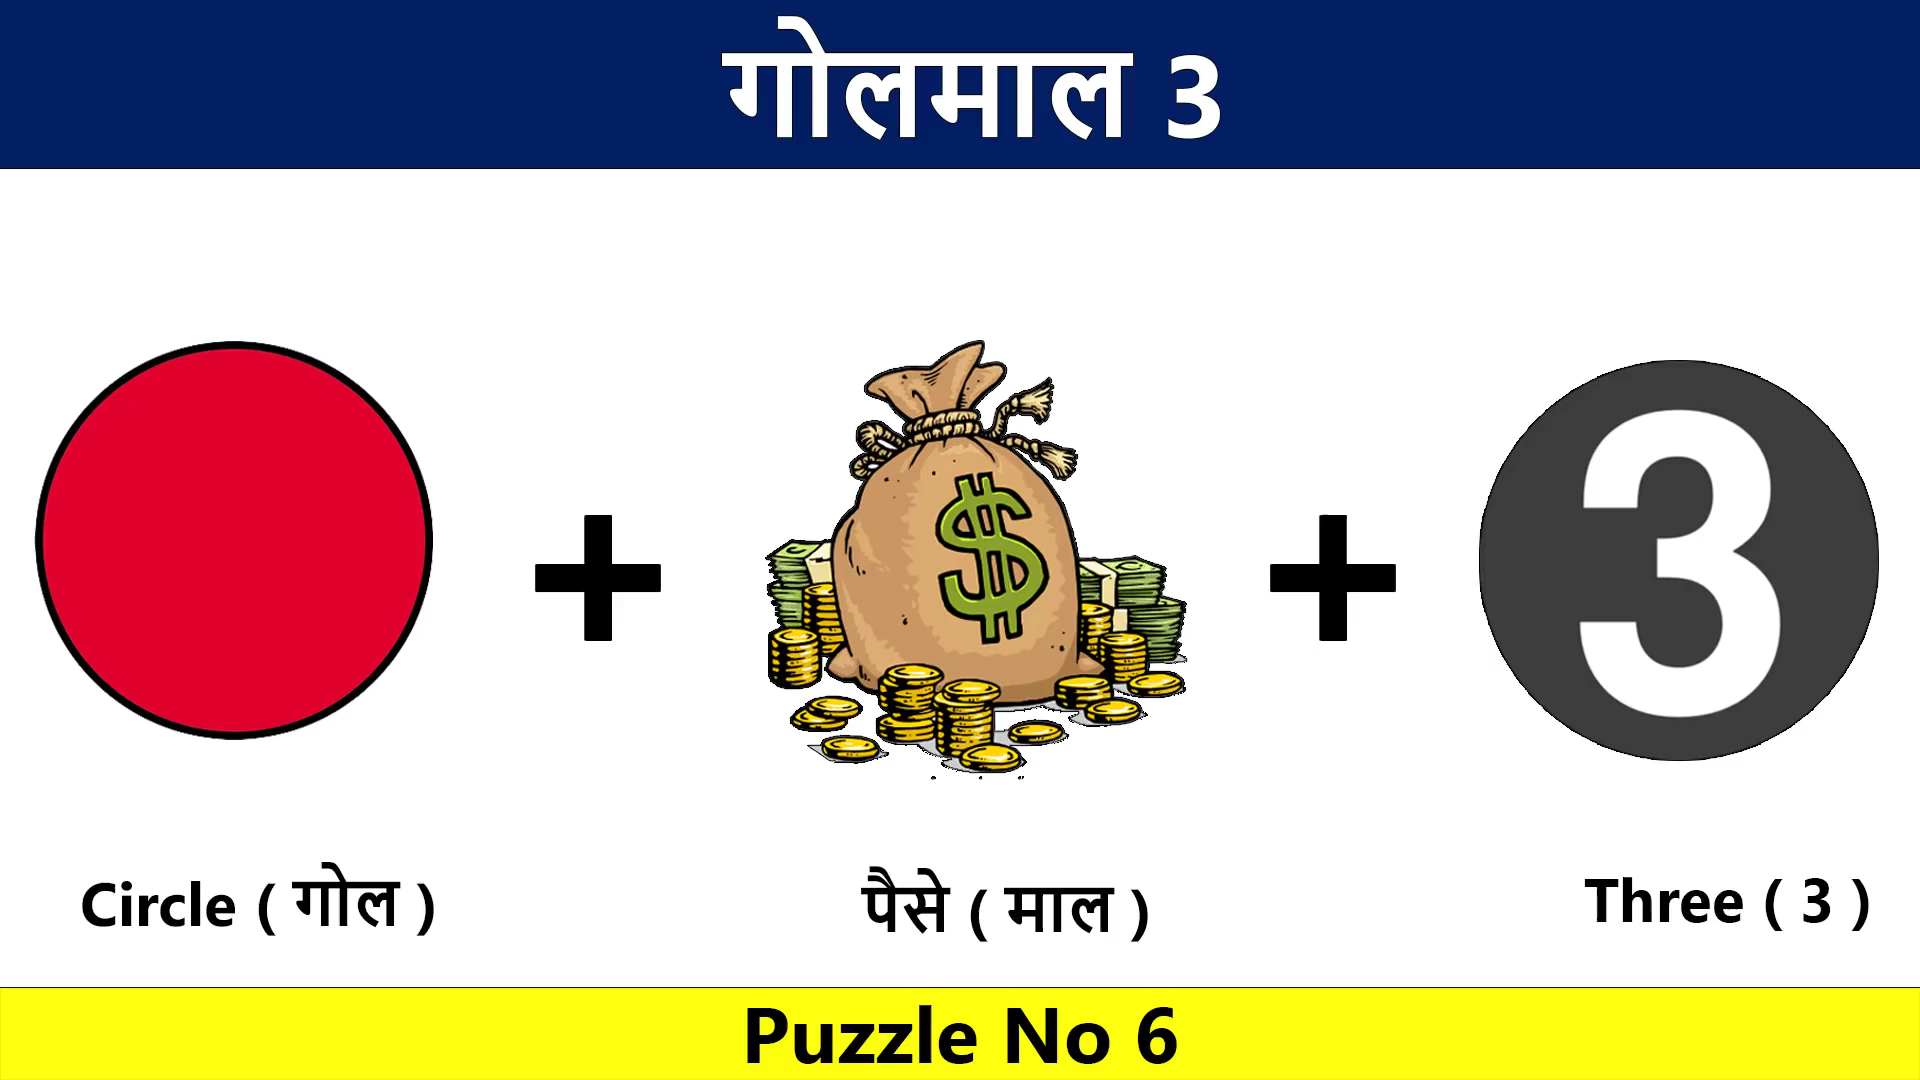 गोलमाल 3
$
3
Circle ( गोल )
पैसे ( माल )
Three ( 3 )
Puzzle No 6